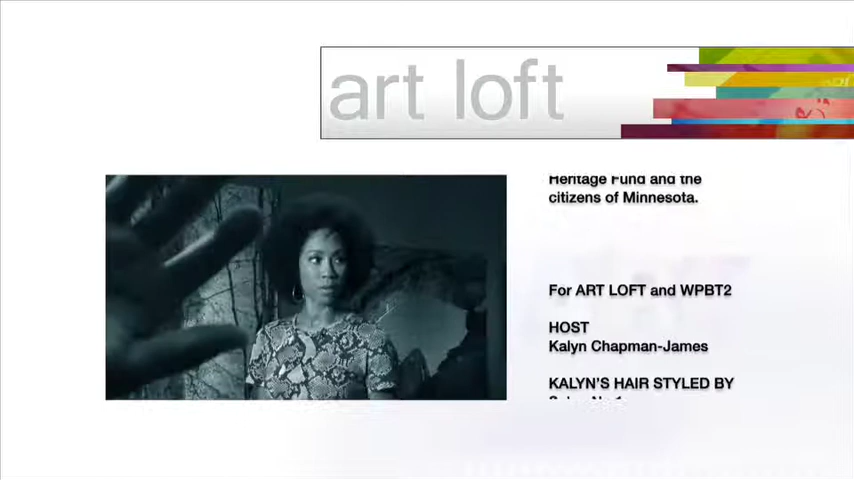 art loft
Heritage Fund and the
citizens of Minnesota.
For ART LOFT and WPBT2
HOST
Kalyn Chapman-James
KALYN'S HAIR STYLED BY